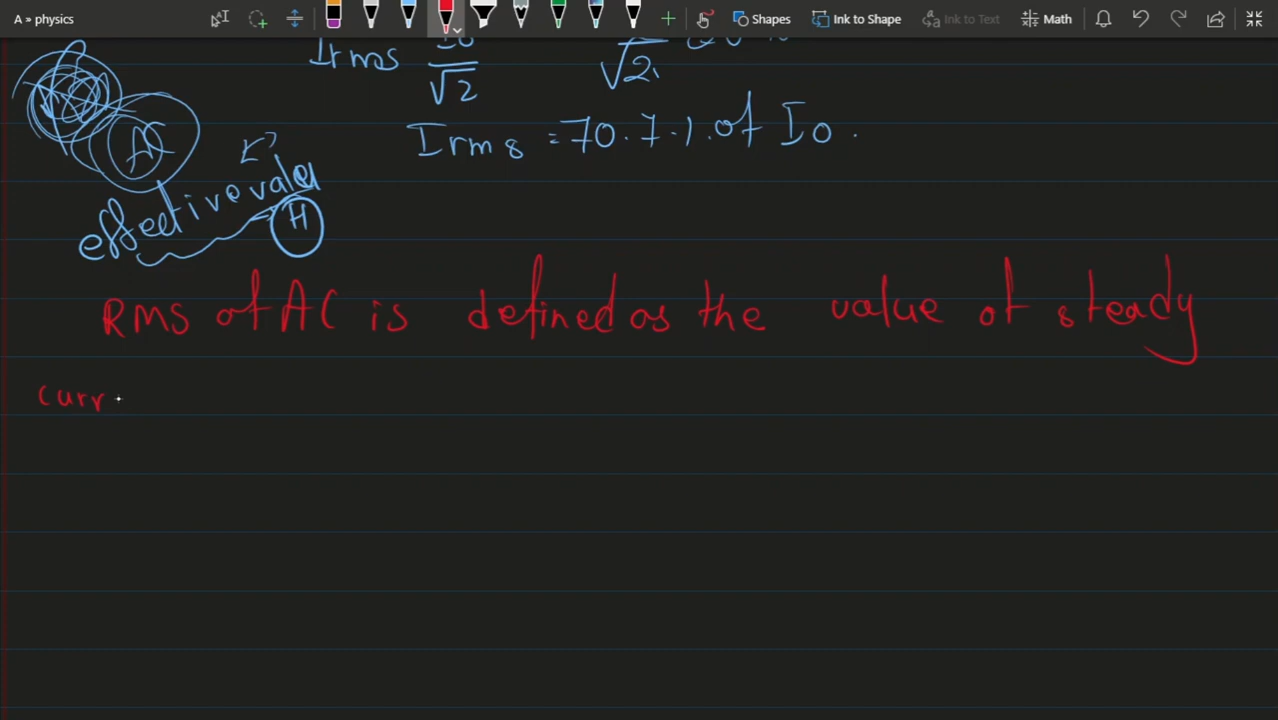 A » physics
Shapes Ink to Shape Ink to Text Math
Irms I0/√2 √2
Irms = 70.7% of Io.
AC
effective value
H
RMS of AC is defined as the value of steady
curr